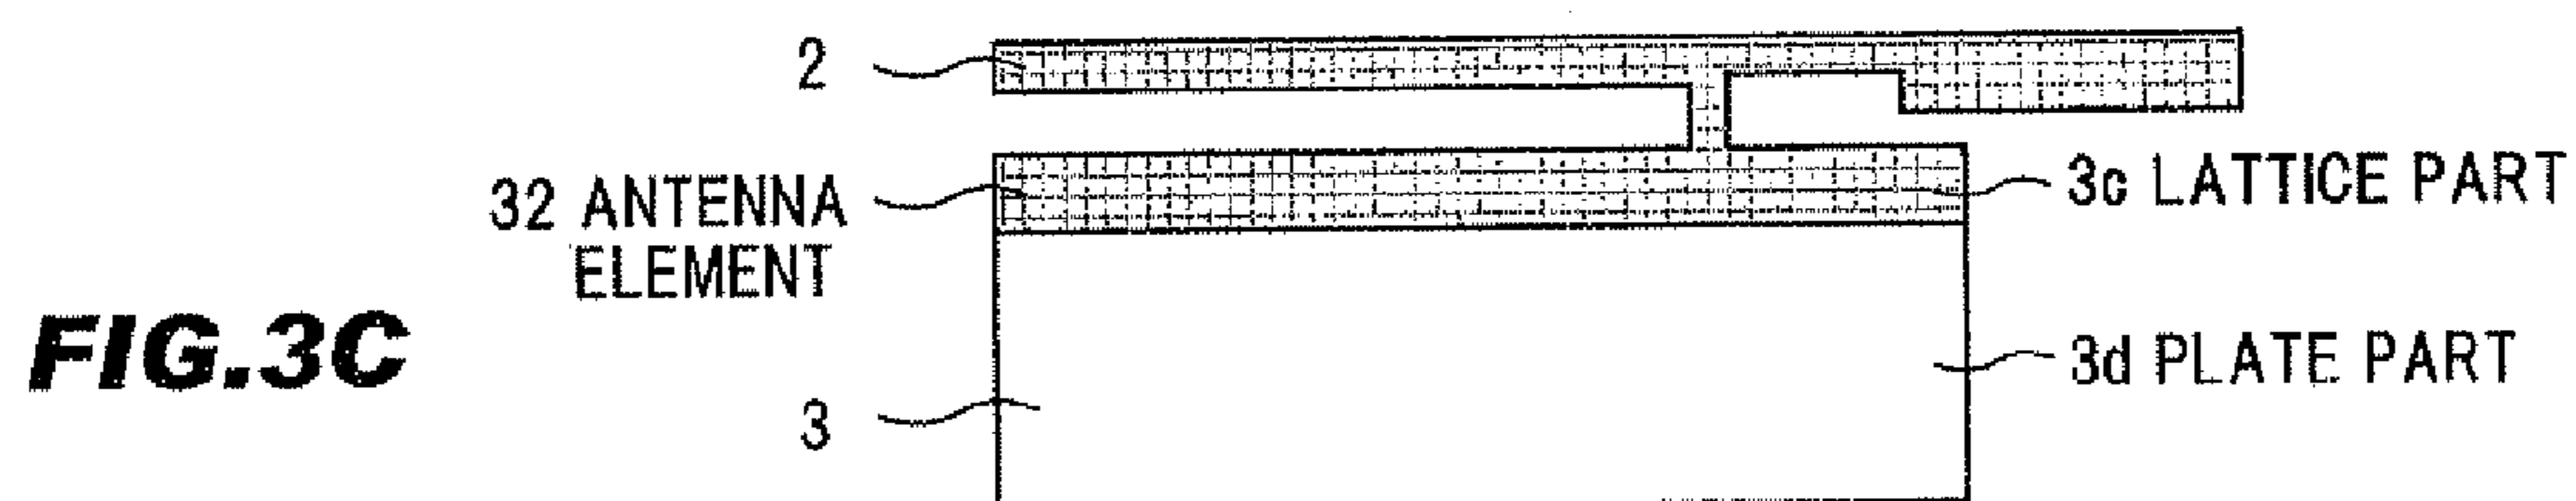 2
32 ANTENNA
ELEMENT
3c LATTICE PART
FIG.3C
3d PLATE PART
3